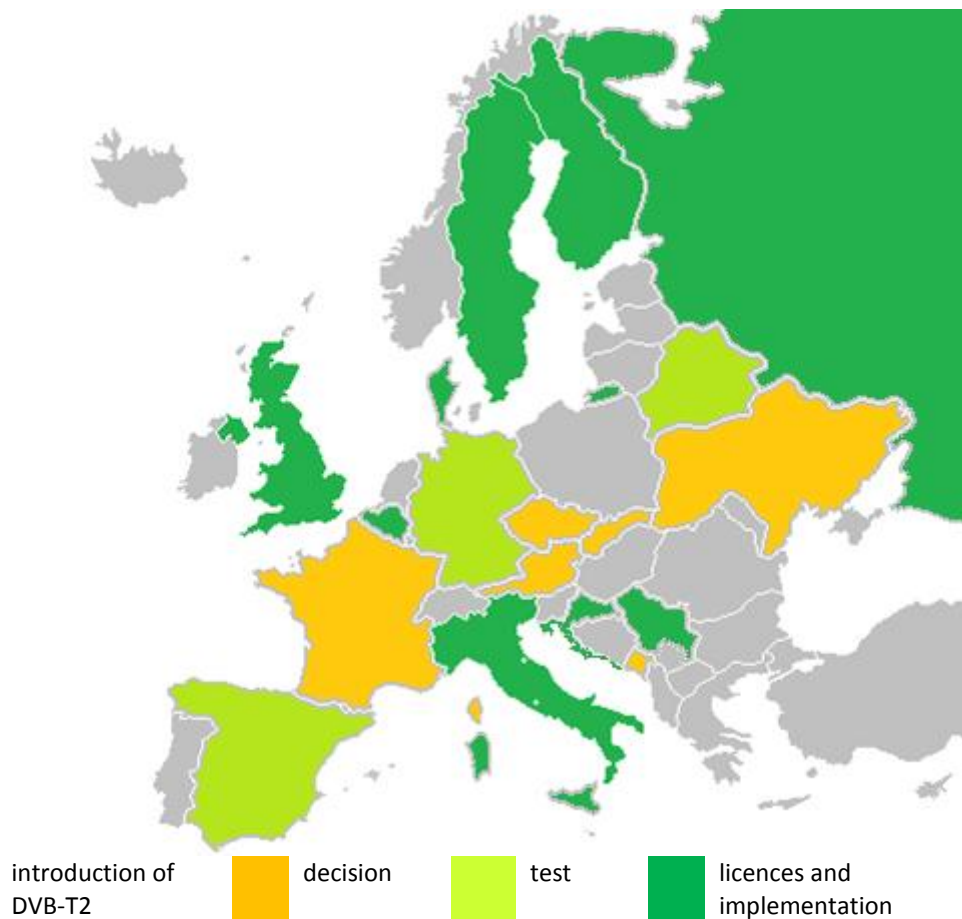 introduction of
DVB-T2
decision
test
licences and
implementation